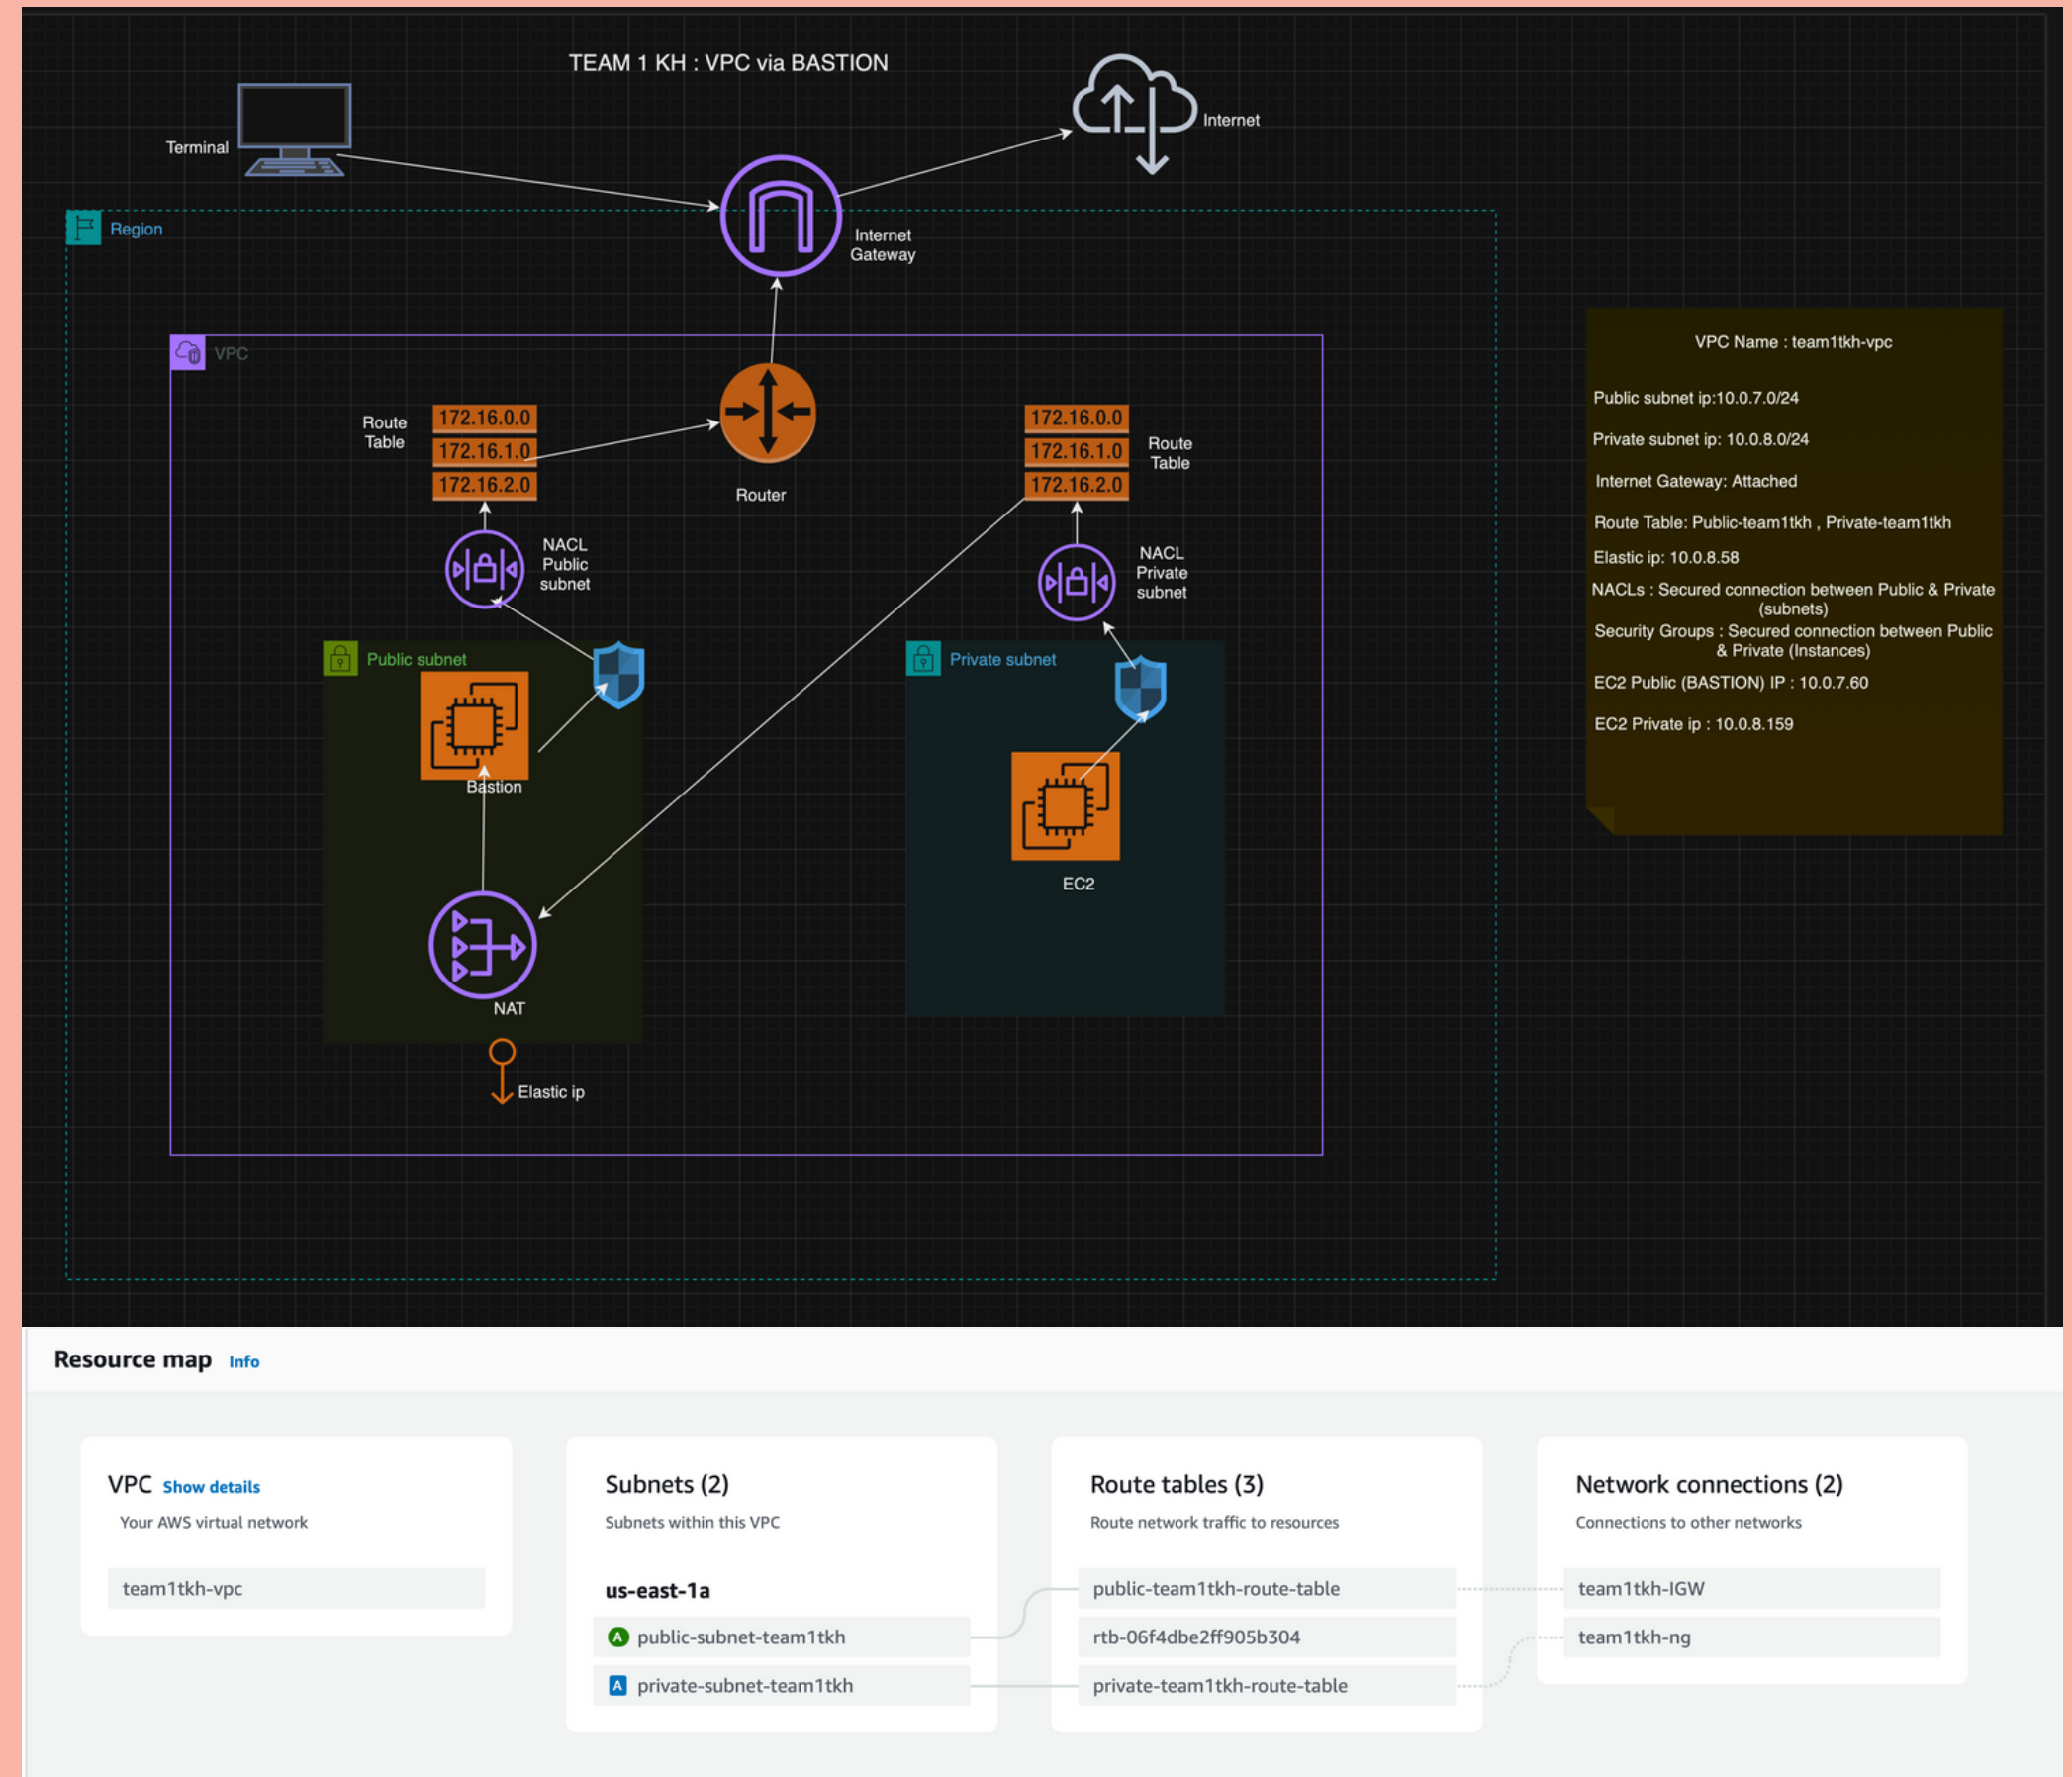 TEAM 1 KH : VPC via BASTION
Terminal
Internet
Region
Internet
Gateway
VPC
Route
Table
172.16.0.0
172.16.1.0
172.16.2.0
Router
172.16.0.0
172.16.1.0
172.16.2.0
Route
Table
NACL
Public
subnet
NACL
Private
subnet
Public subnet
Bastion
NAT
Elastic ip
Private subnet
EC2
VPC Name : team1tkh-vpc
Public subnet ip:10.0.7.0/24
Private subnet ip: 10.0.8.0/24
Internet Gateway: Attached
Route Table: Public-team1tkh , Private-team1tkh
Elastic ip: 10.0.8.58
NACLs : Secured connection between Public & Private
(subnets)
Security Groups : Secured connection between Public
& Private (Instances)
EC2 Public (BASTION) IP : 10.0.7.60
EC2 Private ip : 10.0.8.159
Resource map Info
VPC Show details
Your AWS virtual network
team1tkh-vpc
Subnets (2)
Subnets within this VPC
us-east-1a
A public-subnet-team1tkh
A private-subnet-team1tkh
Route tables (3)
Route network traffic to resources
public-team1tkh-route-table
rtb-06f4dbe2ff905b304
private-team1tkh-route-table
Network connections (2)
Connections to other networks
team1tkh-IGW
team1tkh-ng